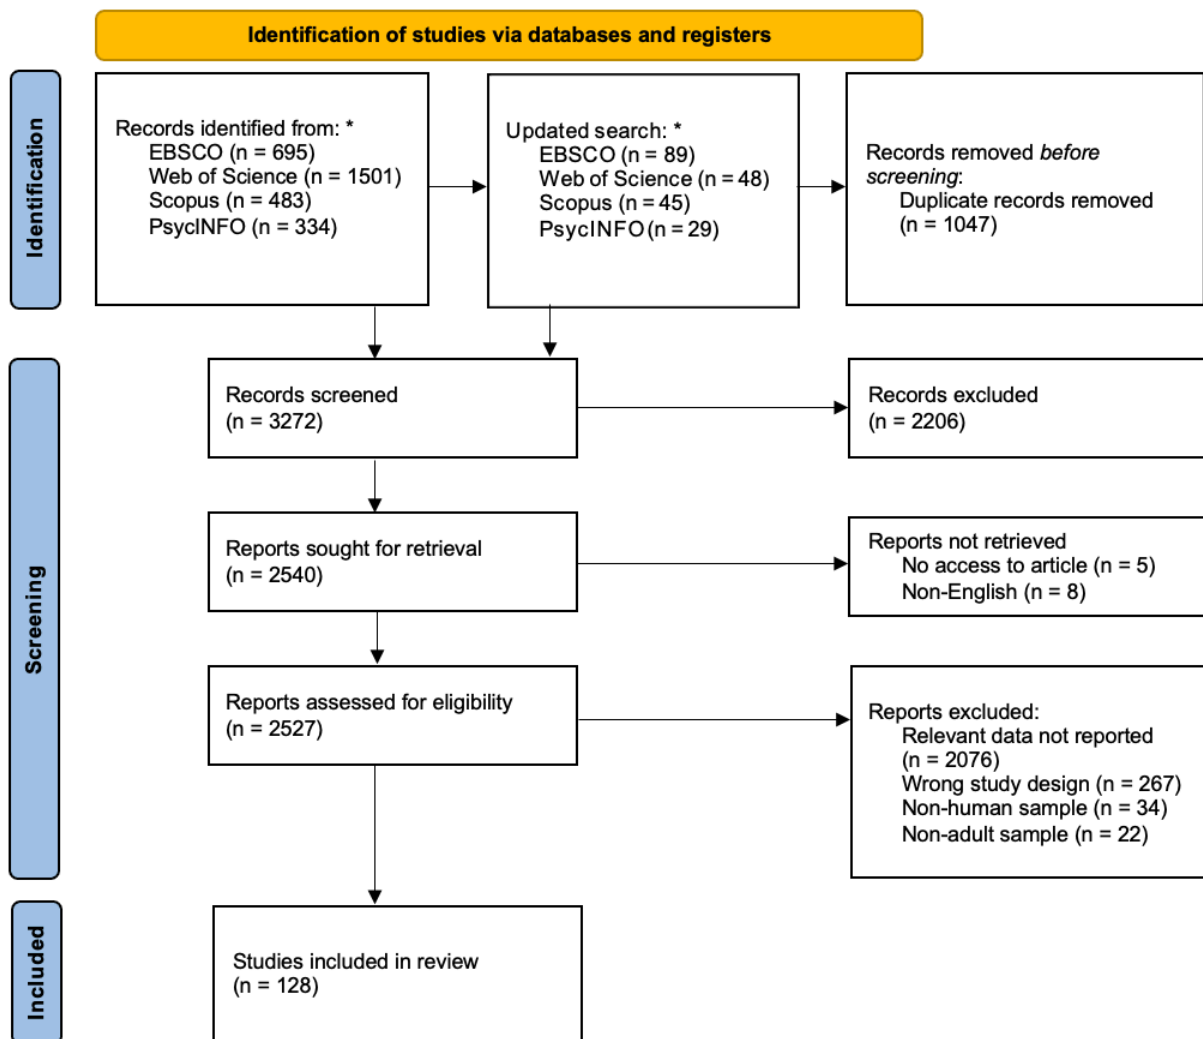 Identification of studies via databases and registers
Identification
Records identified from: *
EBSCO (n = 695)
Web of Science (n = 1501)
Scopus (n = 483)
PsycINFO (n = 334)
Updated search: *
EBSCO (n = 89)
Web of Science (n = 48)
Scopus (n = 45)
PsycINFO (n = 29)
Records removed before
screening:
Duplicate records removed
(n = 1047)
Screening
Records screened
(n = 3272)
Records excluded
(n = 2206)
Reports sought for retrieval
(n = 2540)
Reports not retrieved
No access to article (n = 5)
Non-English (n = 8)
Reports assessed for eligibility
(n = 2527)
Reports excluded:
Relevant data not reported
(n = 2076)
Wrong study design (n = 267)
Non-human sample (n = 34)
Non-adult sample (n = 22)
Included
Studies included in review
(n = 128)